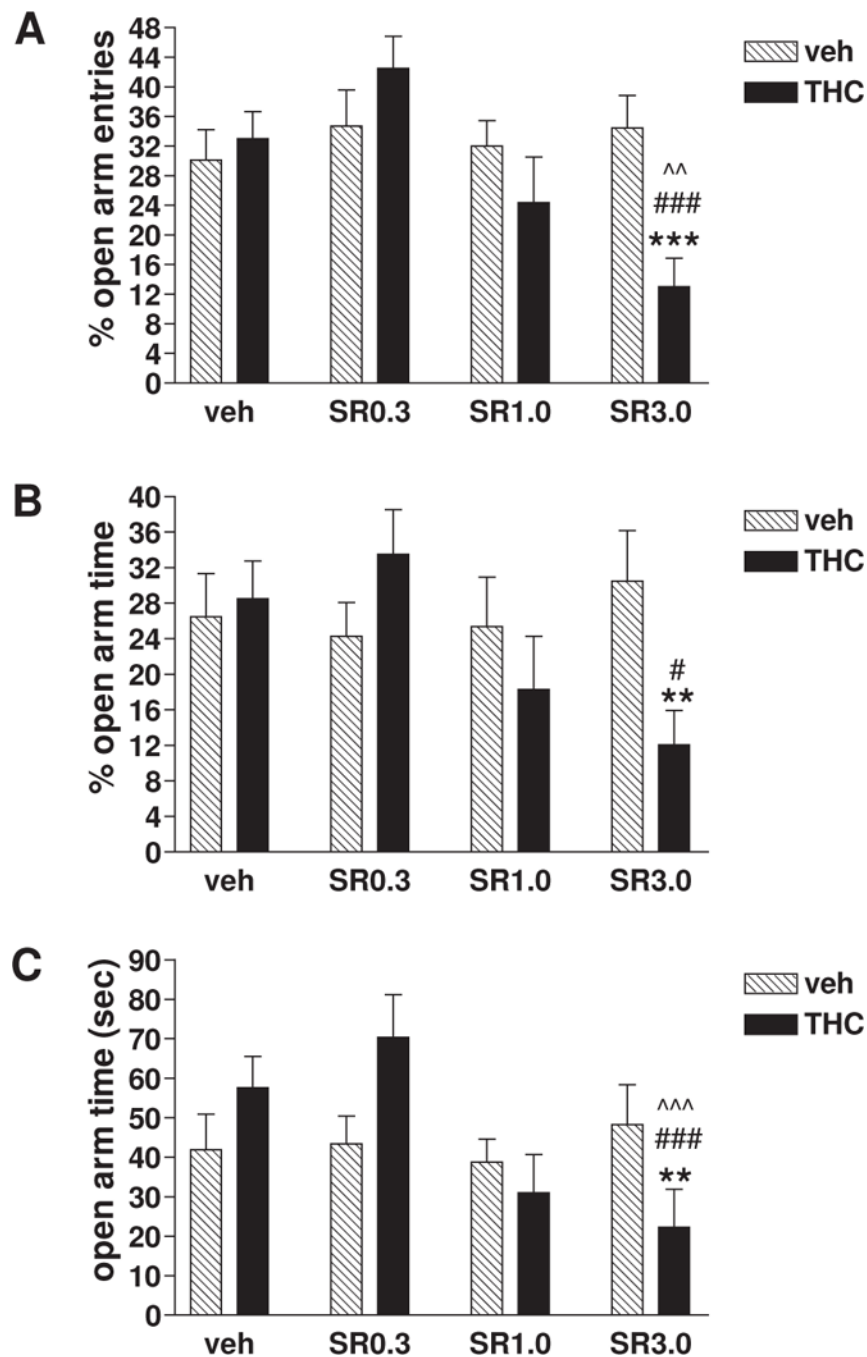 A
% open arm entries
48
44
40
36
32
28
24
20
16
12
8
4
0
veh
THC
^^
###
***
veh SR0.3 SR1.0 SR3.0
B
% open arm time
40
36
32
28
24
20
16
12
8
4
0
veh
THC
#
**
veh SR0.3 SR1.0 SR3.0
C
open arm time (sec)
90
80
70
60
50
40
30
20
10
0
veh
THC
^^^
###
**
veh SR0.3 SR1.0 SR3.0